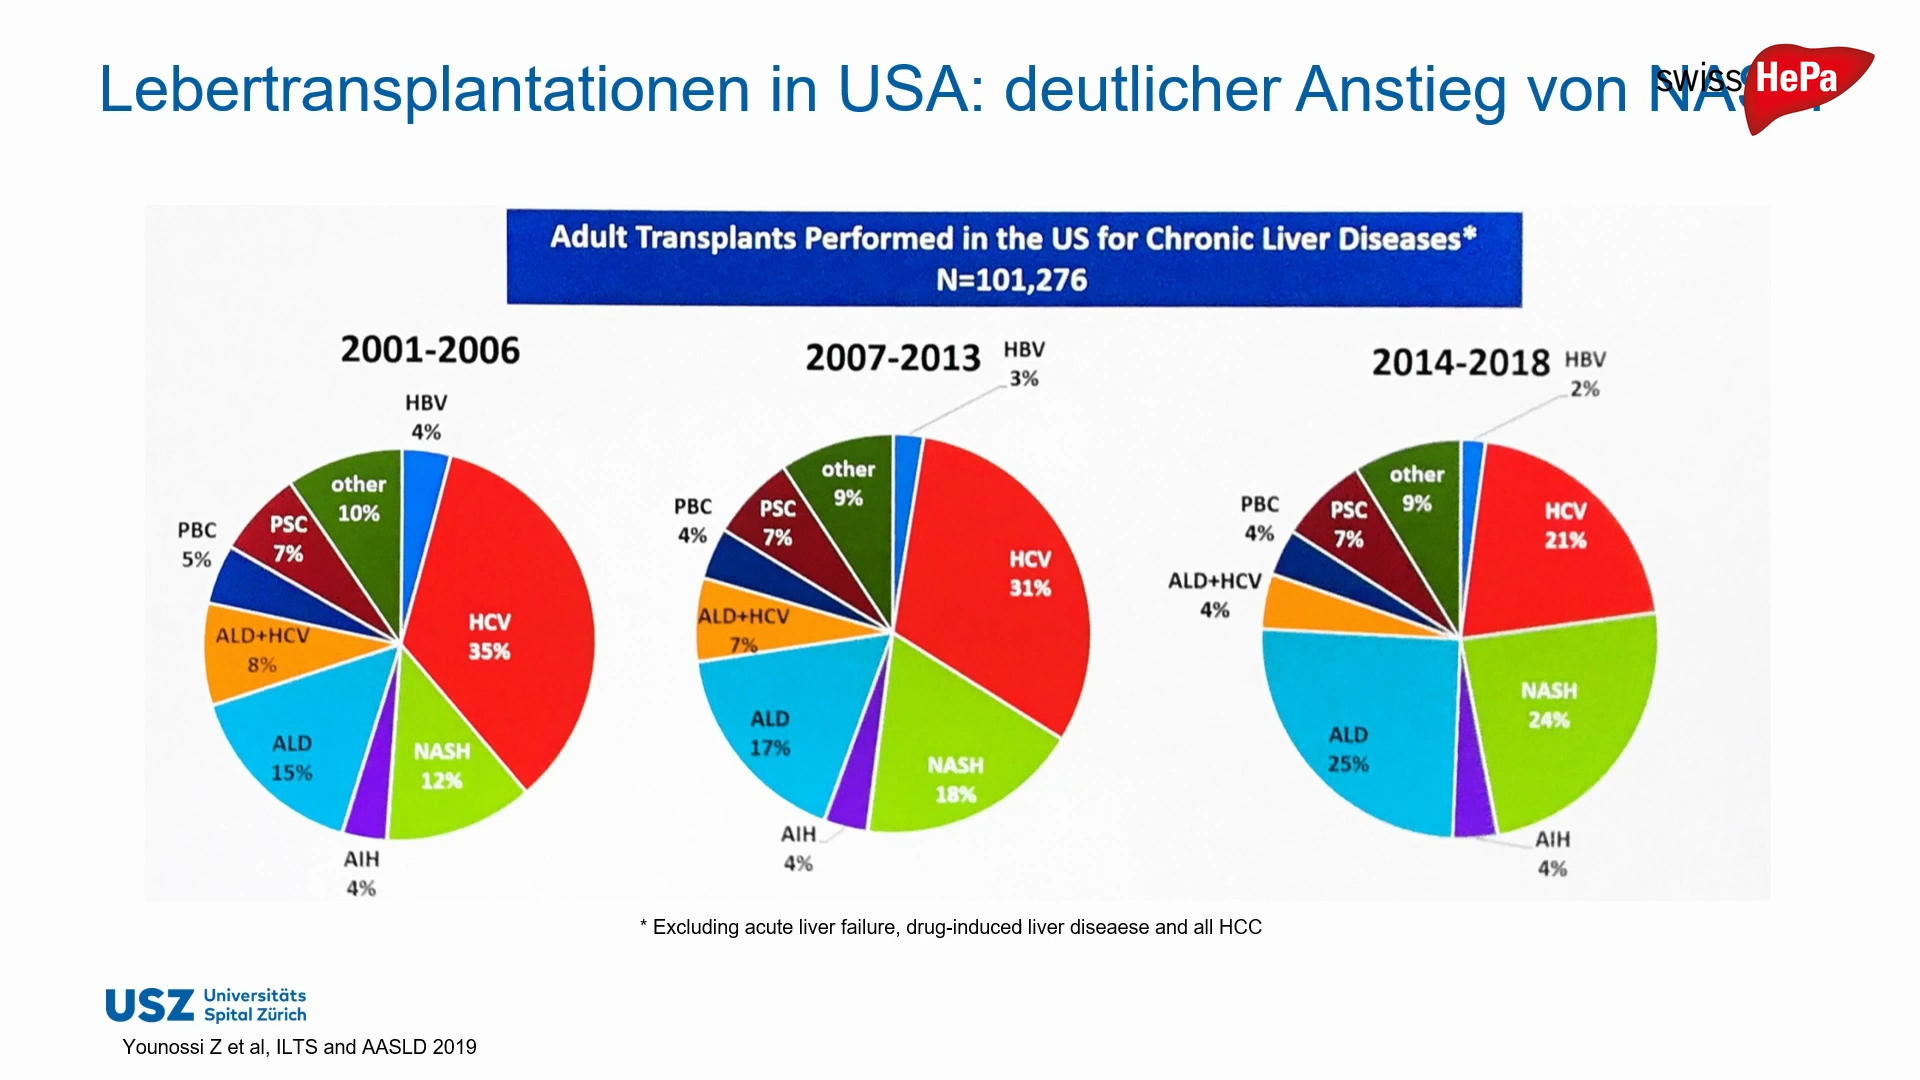 Lebertransplantationen in USA: deutlicher Anstieg von
swiss HePa
Adult Transplants Performed in the US for Chronic Liver Diseases*
N=101,276
2001-2006
HBV
4%
HCV
35%
NASH
12%
AIH
4%
ALD
15%
ALD+HCV
8%
PBC
5%
PSC
7%
other
10%
2007-2013
HBV
3%
HCV
31%
NASH
18%
AIH
4%
ALD
17%
ALD+HCV
7%
PBC
4%
PSC
7%
other
9%
2014-2018
HBV
2%
HCV
21%
NASH
24%
AIH
4%
ALD
25%
ALD+HCV
4%
PBC
4%
PSC
7%
other
9%
* Excluding acute liver failure, drug-induced liver diseaese and all HCC
USZ Universitäts
Spital Zürich
Younossi Z et al, ILTS and AASLD 2019